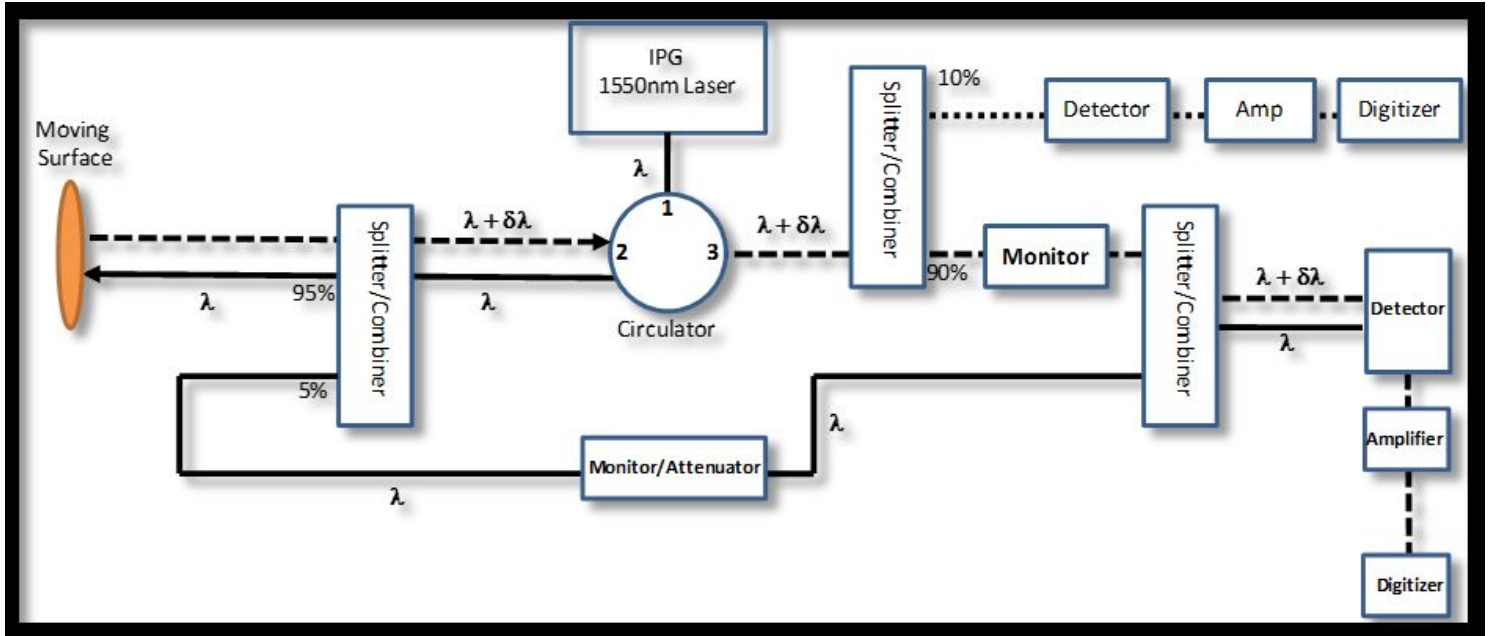 IPG
1550nm Laser
Moving
Surface
λ
1
2
3
Circulator
λ + δλ
λ
95%
λ
5%
Splitter/Combiner
λ + δλ
Splitter/Combiner
10%
90%
Detector
Amp
Digitizer
Monitor
Splitter/Combiner
λ + δλ
λ
Detector
Amplifier
Digitizer
Monitor/Attenuator
λ
λ